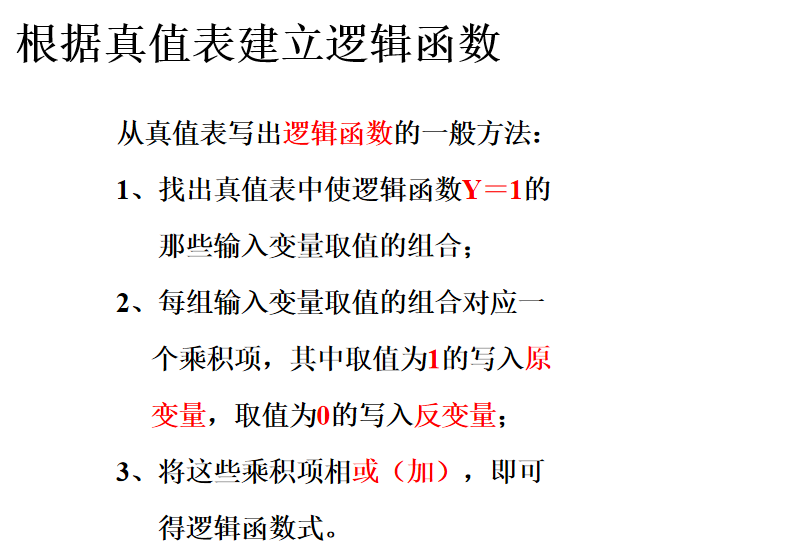 根据真值表建立逻辑函数
从真值表写出逻辑函数的一般方法：
1、找出真值表中使逻辑函数Y＝1的
那些输入变量取值的组合；
2、每组输入变量取值的组合对应一
个乘积项，其中取值为1的写入原
变量，取值为0的写入反变量；
3、将这些乘积项相或（加），即可
得逻辑函数式。